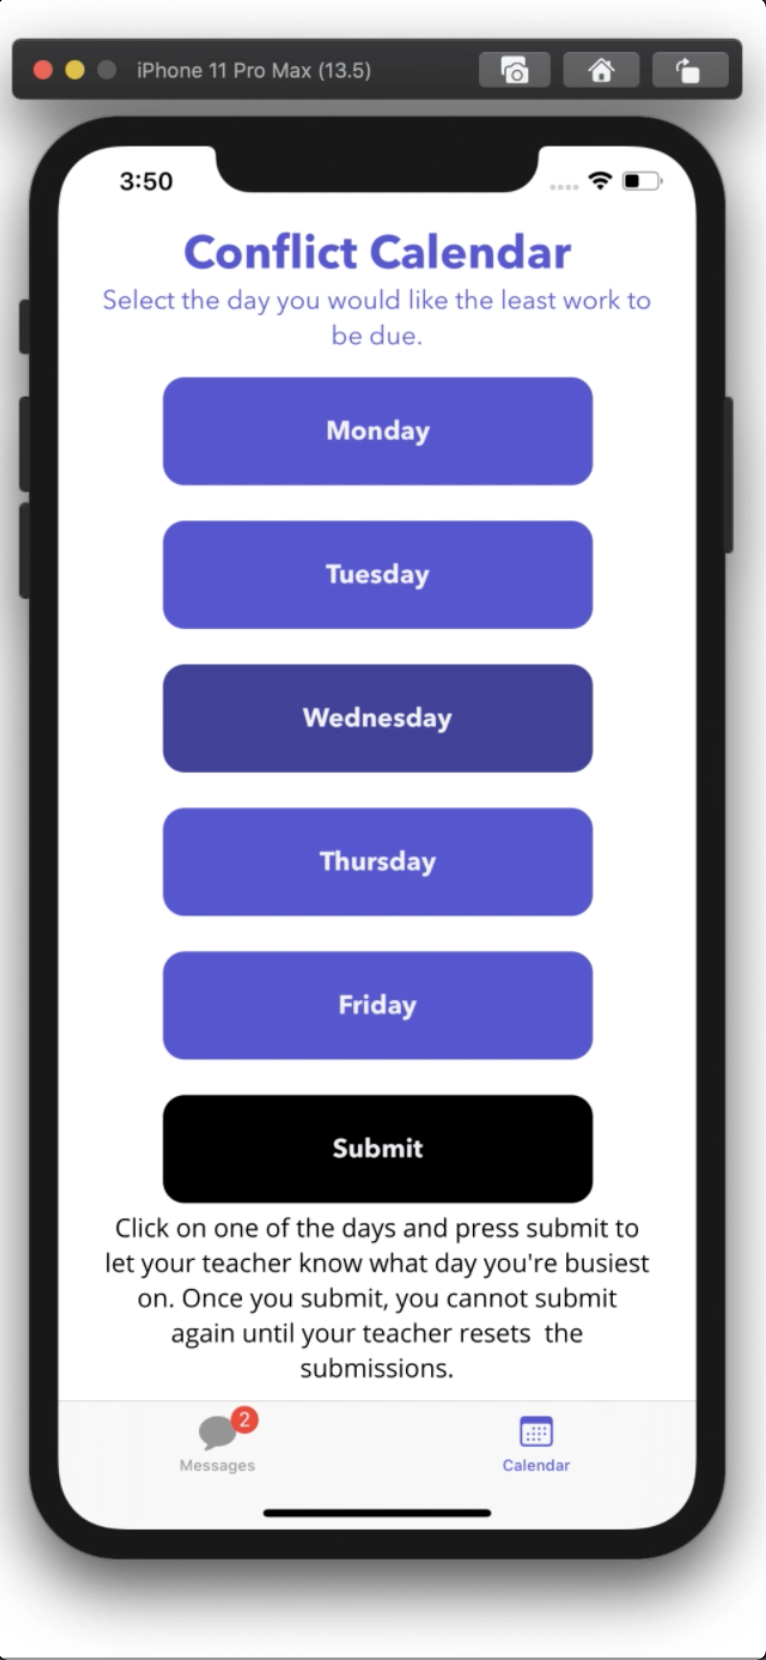 iPhone 11 Pro Max (13.5)
3:50
Conflict Calendar
Select the day you would like the least work to
be due.
Monday
Tuesday
Wednesday
Thursday
Friday
Submit
Click on one of the days and press submit to
let your teacher know what day you're busiest
on. Once you submit, you cannot submit
again until your teacher resets  the
submissions.
2
Messages
Calendar